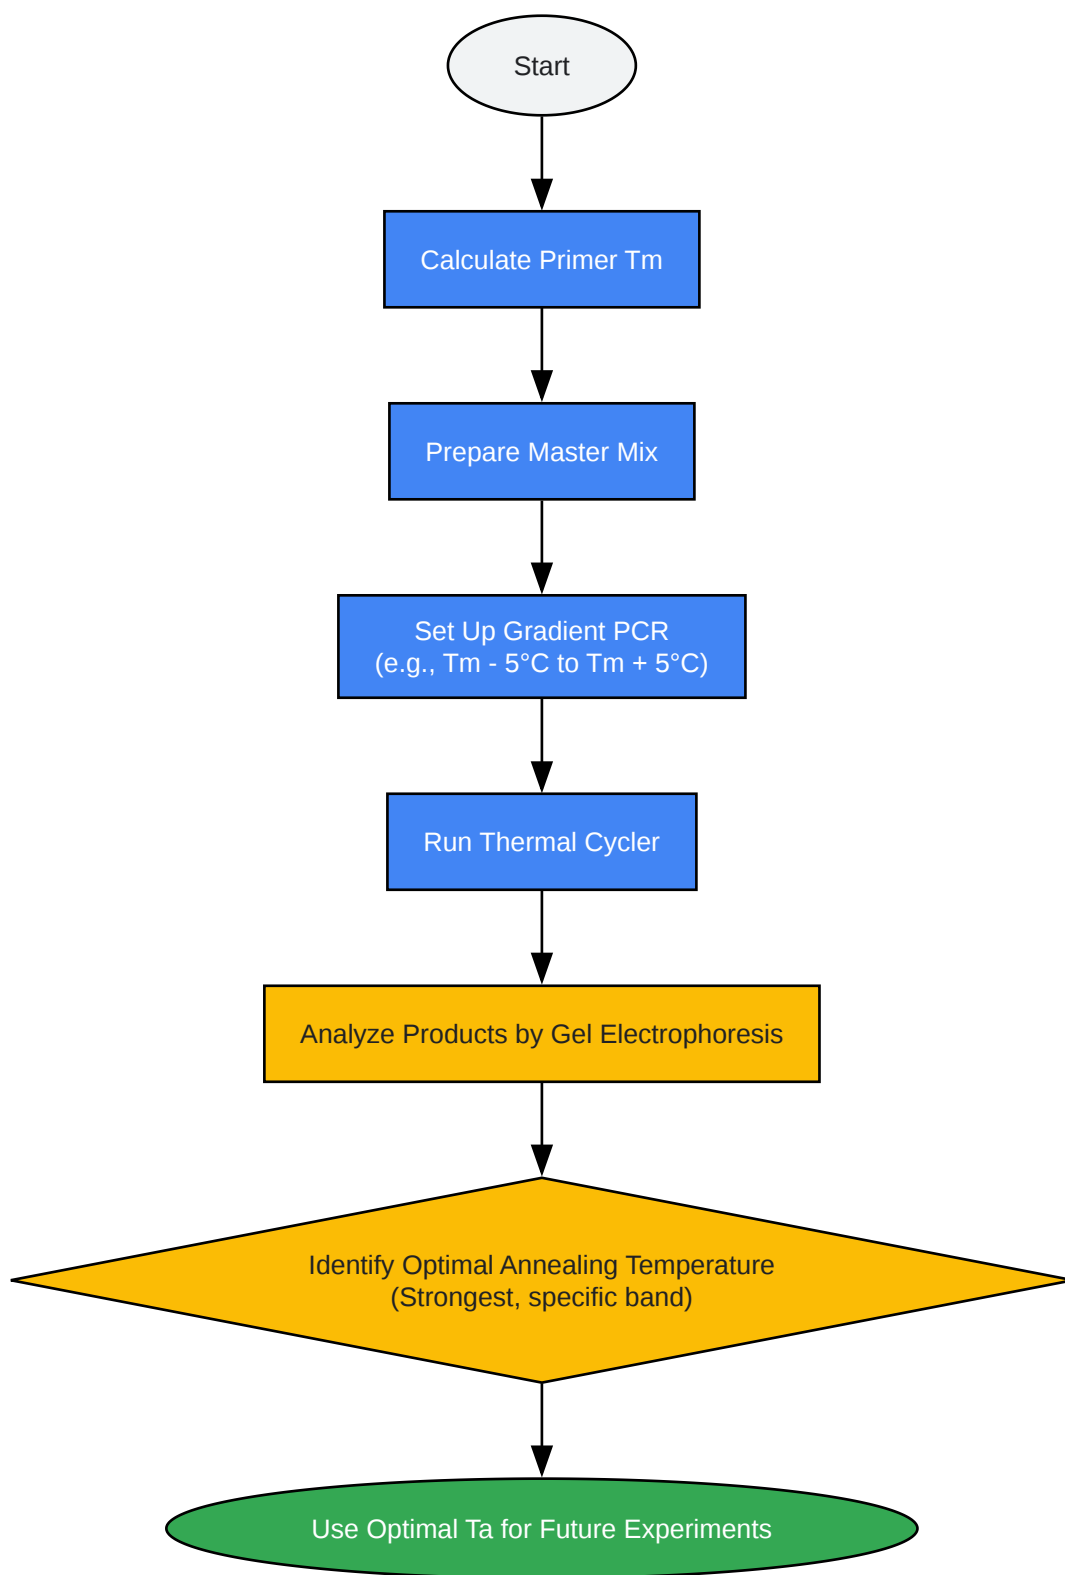 Start
Calculate Primer Tm
Prepare Master Mix
Set Up Gradient PCR
(e.g., Tm - 5°C to Tm + 5°C)
Run Thermal Cycler
Analyze Products by Gel Electrophoresis
Identify Optimal Annealing Temperature
(Strongest, specific band)
Use Optimal Ta for Future Experiments